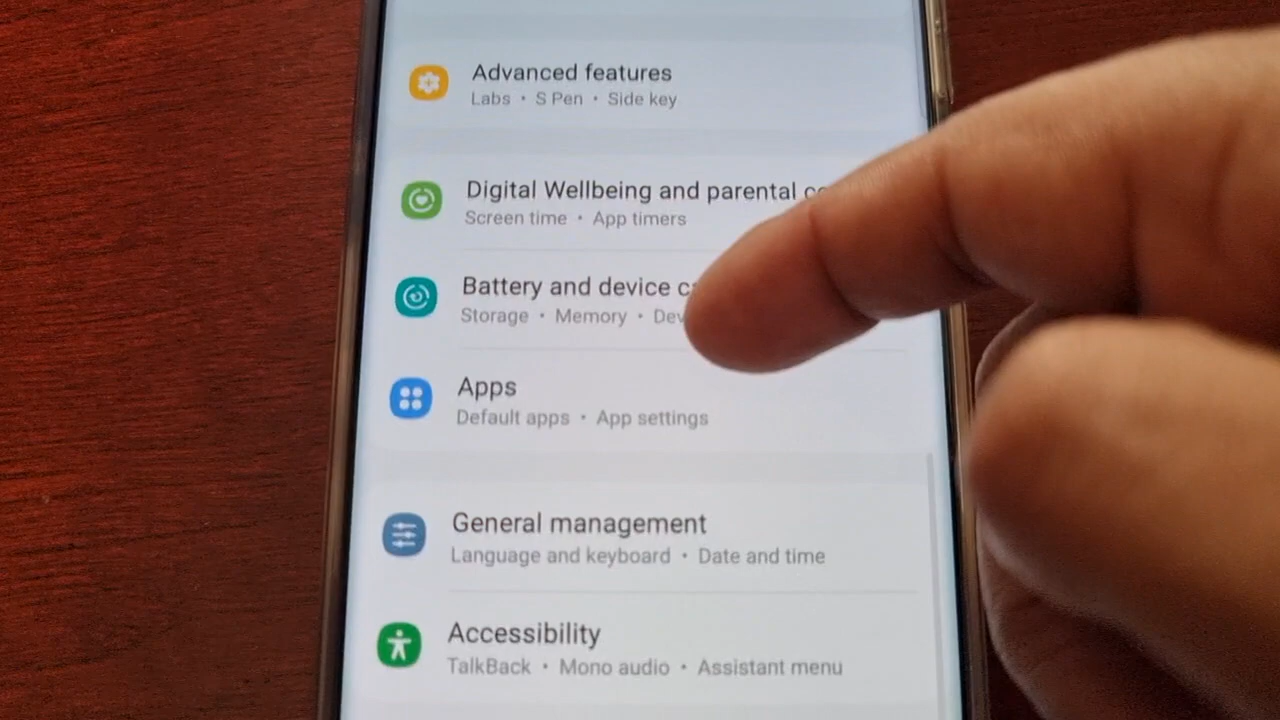 Advanced features
Labs • S Pen • Side key
Digital Wellbeing and parental
Screen time • App timers
Battery and device
Storage • Memory •
Apps
Default apps • App settings
General management
Language and keyboard • Date and time
Accessibility
TalkBack • Mono audio • Assistant menu